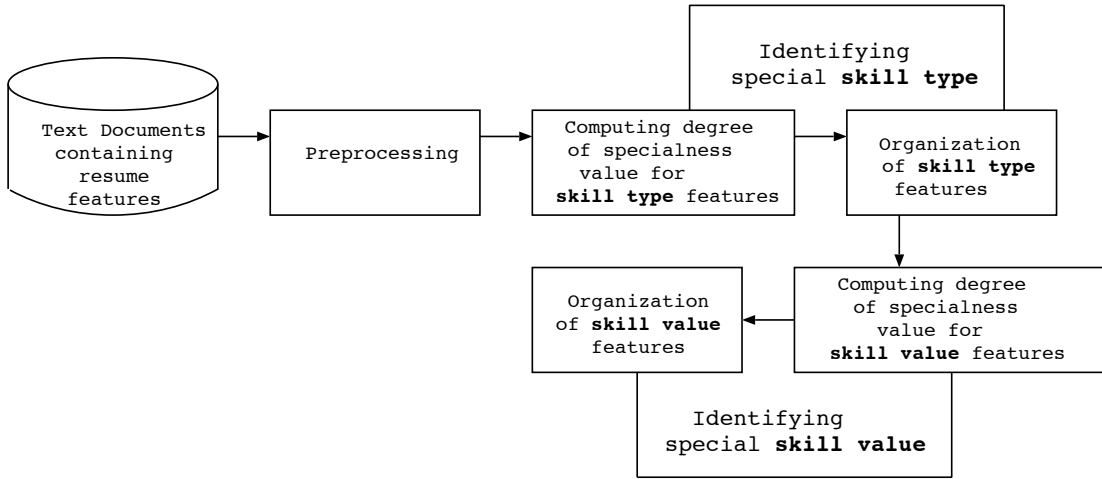 Identifying
special skill type
Text Documents
containing
resume
features
Preprocessing
Computing degree
of specialness
value for
skill type features
Organization
of skill type
features
Computing degree
of specialness
value for
skill value features
Organization
of skill value
features
Identifying
special skill value